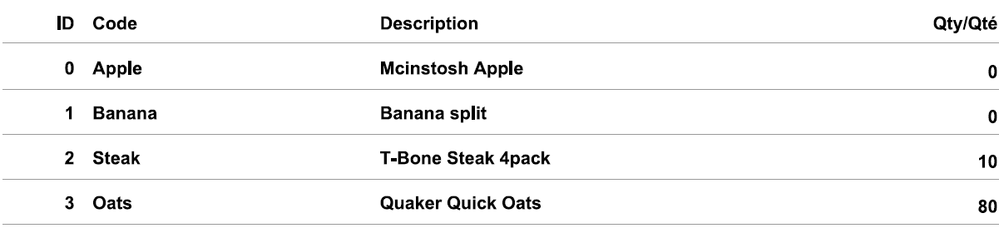 ID Code Description Qty/Qté
0 Apple Mcinstosh Apple 0
1 Banana Banana split 0
2 Steak T-Bone Steak 4pack 10
3 Oats Quaker Quick Oats 80